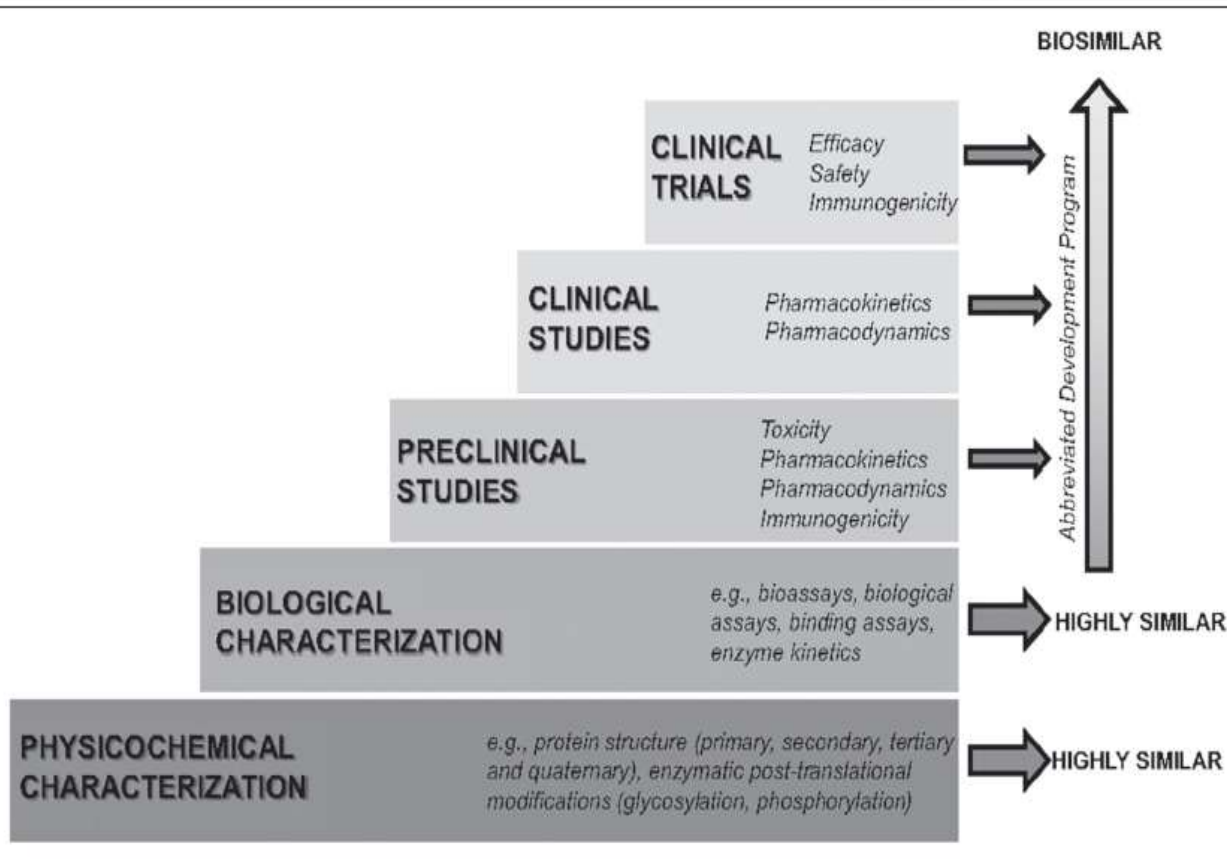 BIOSIMILAR
CLINICAL
TRIALS
Efficacy
Safety
Immunogenicity
CLINICAL
STUDIES
Pharmacokinetics
Pharmacodynamics
PRECLINICAL
STUDIES
Toxicity
Pharmacokinetics
Pharmacodynamics
Immunogenicity
Abbreviated Development Program
BIOLOGICAL
CHARACTERIZATION
e.g., bioassays, biological
assays, binding assays,
enzyme kinetics
HIGHLY SIMILAR
PHYSICOCHEMICAL
CHARACTERIZATION
e.g., protein structure (primary, secondary, tertiary
and quaternary), enzymatic post-translational
modifications (glycosylation, phosphorylation)
HIGHLY SIMILAR